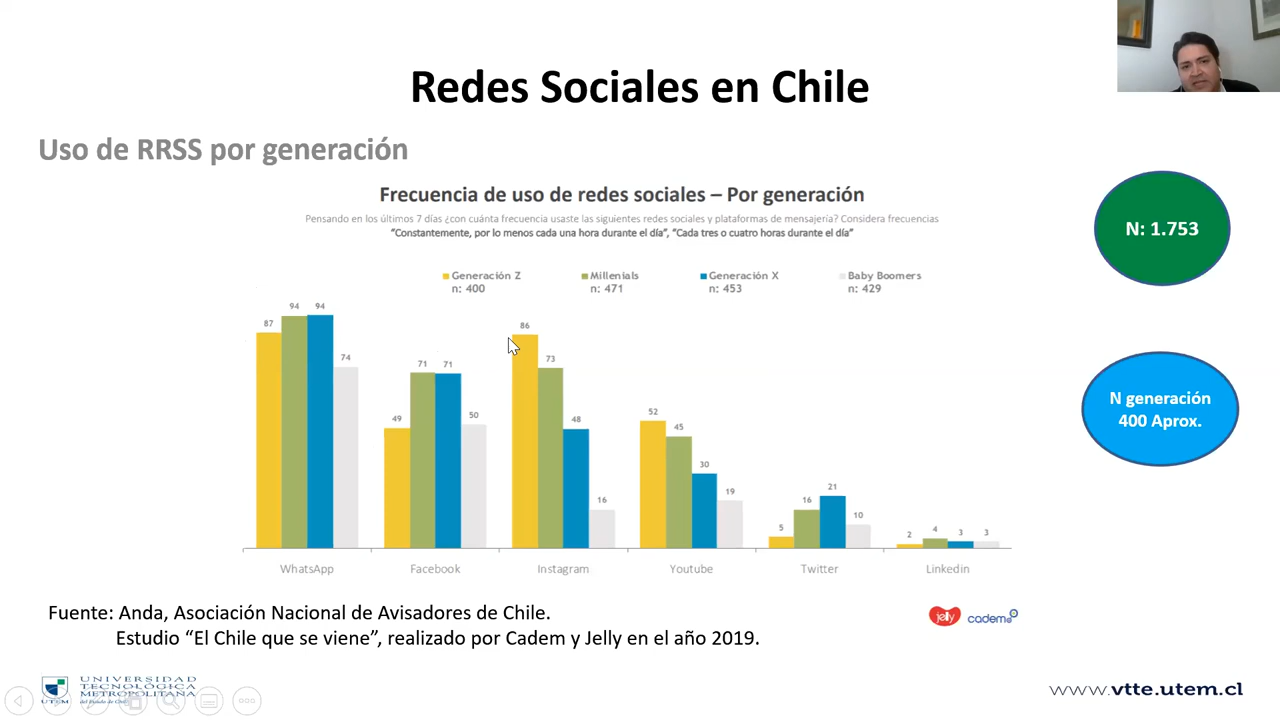 Redes Sociales en Chile
Uso de RRSS por generación
Frecuencia de uso de redes sociales – Por generación
Pensando en los últimos 7 días ¿con cuánta frecuencia usaste las siguientes redes sociales y plataformas de mensajería? Considera frecuencias
“Constantemente, por lo menos cada una hora durante el día”, “Cada tres o cuatro horas durante el día”
Generación Z
n: 400
Millenials
n: 471
Generación X
n: 453
Baby Boomers
n: 429
87 94 94 74
49 71 71 50
86 73 48 16
52 45 30 19
5 16 21 10
2 4 3 3
WhatsApp Facebook Instagram Youtube Twitter Linkedin
N: 1.753
N generación
400 Aprox.
Fuente: Anda, Asociación Nacional de Avisadores de Chile.
Estudio “El Chile que se viene”, realizado por Cadem y Jelly en el año 2019.
jelly cadem
UNIVERSIDAD
TECNOLÓGICA
METROPOLITANA
del Estado de Chile
UTEM
www.vtte.utem.cl